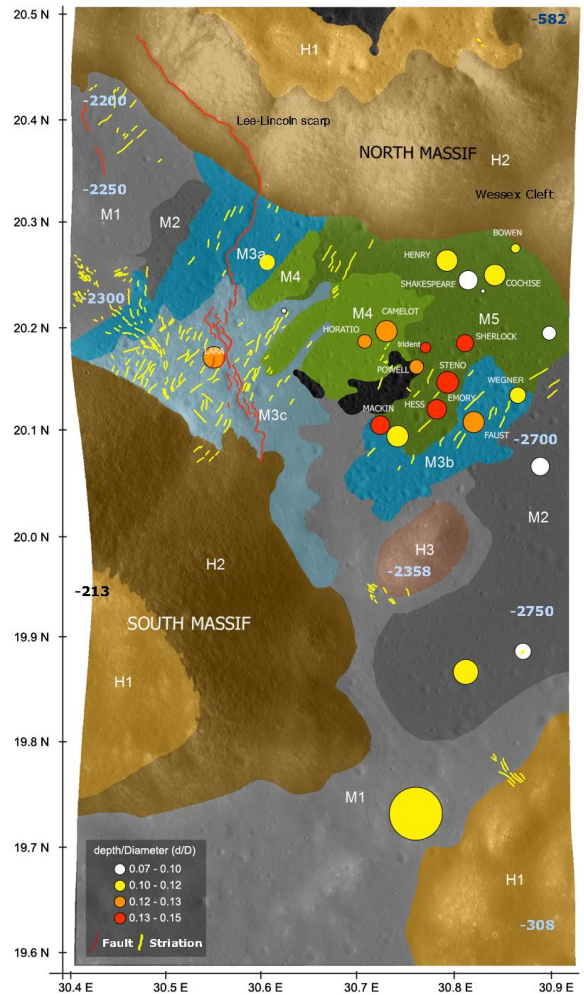 20.5 N
-582
H1
20.4 N
-2200
Lee-Lincoln scarp
NORTH MASSIF
H2
20.3 N
-2250
Wessex Cleft
M1
M2
BOWEN
M3a
HENRY
SHAKESPEARE
COCHISE
M4
-2300
20.2 N
M4
CAMELOT
M5
HORATIO
trident
SHERLOCK
LARA
POWELL
STENO
WEGNER
M3c
HESS
EMORY
MACKIN
20.1 N
FAUST
-2700
M3b
M2
20.0 N
H2
H3
-2358
-213
-2750
19.9 N
SOUTH MASSIF
H1
19.8 N
M1
19.7 N
depth/Diameter (d/D)
0.07 - 0.10
0.10 - 0.12
0.12 - 0.13
0.13 - 0.15
Fault
Striation
H1
-308
19.6 N
30.4 E
30.5 E
30.6 E
30.7 E
30.8 E
30.9 E